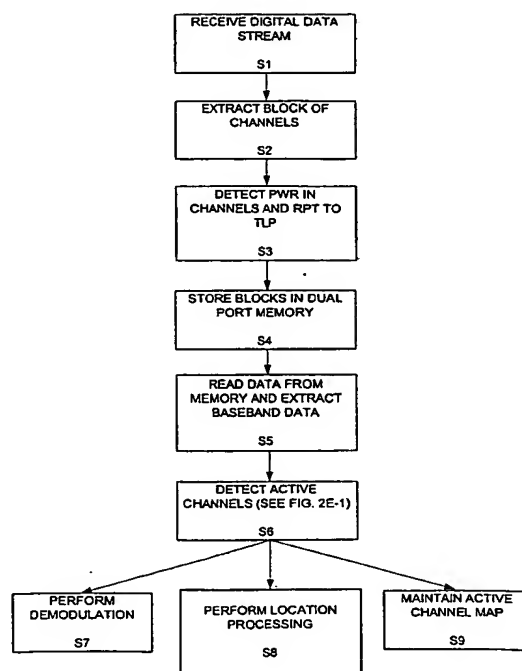 RECEIVE DIGITAL DATA
STREAM
S1
EXTRACT BLOCK OF
CHANNELS
S2
DETECT PWR IN
CHANNELS AND RPT TO
TLP
S3
STORE BLOCKS IN DUAL
PORT MEMORY
S4
READ DATA FROM
MEMORY AND EXTRACT
BASEBAND DATA
S5
DETECT ACTIVE
CHANNELS (SEE FIG. 2E-1)
S6
PERFORM
DEMODULATION
S7
PERFORM LOCATION
PROCESSING
S8
MAINTAIN ACTIVE
CHANNEL MAP
S9